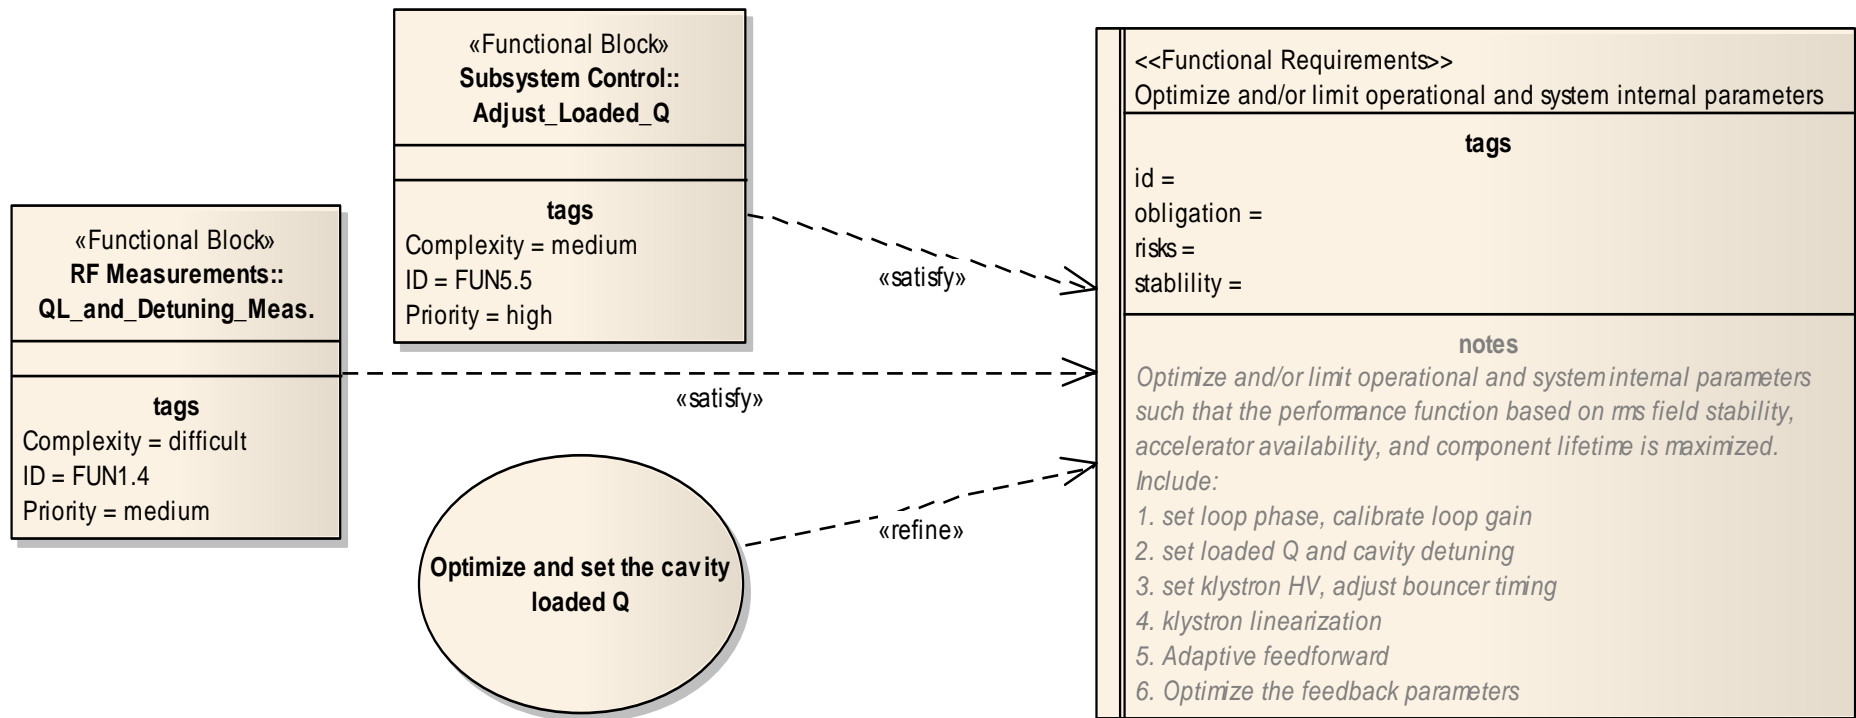 «Functional Block»
Subsystem Control::
Adjust_Loaded_Q
tags
Complexity = medium
ID = FUN5.5
Priority = high
«Functional Block»
RF Measurements::
QL_and_Detuning_Meas.
tags
Complexity = difficult
ID = FUN1.4
Priority = medium
«satisfy»
«satisfy»
«refine»
Optimize and set the cavity
loaded Q
<<Functional Requirements>>
Optimize and/or limit operational and system internal parameters
tags
id =
obligation =
risks =
stablility =
notes
Optimize and/or limit operational and system internal parameters
such that the performance function based on rms field stability,
accelerator availability, and component lifetime is maximized.
Include:
1. set loop phase, calibrate loop gain
2. set loaded Q and cavity detuning
3. set klystron HV, adjust bouncer timing
4. klystron linearization
5. Adaptive feedforward
6. Optimize the feedback parameters